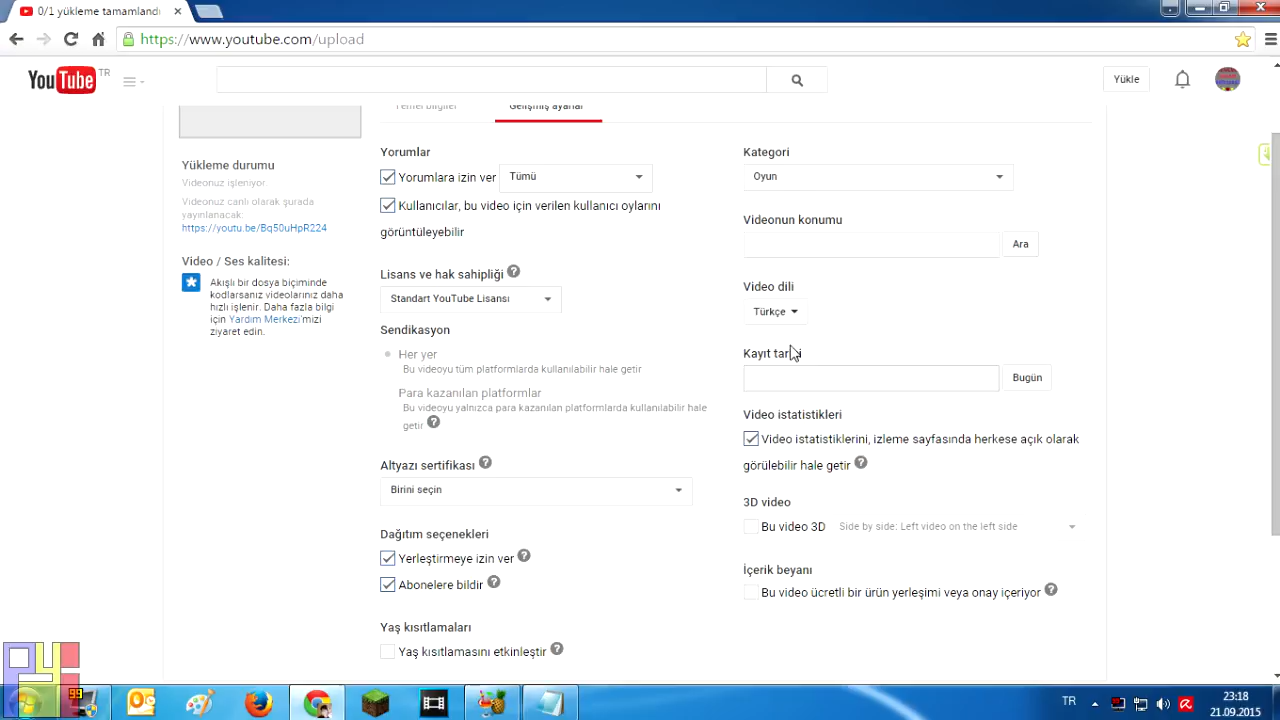 0/1 yükleme tamamlandı
https://www.youtube.com/upload
YouTube TR
Yükle
Temel bilgiler
Gelişmiş ayarlar
Yükleme durumu
Videonuz işleniyor
Videonuz canlı olarak şurada
yayınlanacak:
https://youtu.be/Bq50uHpR224
Video / Ses kalitesi:
Akışlı bir dosya biçiminde
kodlarsanız videolarınız daha
hızlı işlenir. Daha fazla bilgi
için Yardım Merkezi'mizi
ziyaret edin.
Yorumlar
Yorumlara izin ver Tümü
Kullanıcılar, bu video için verilen kullanıcı oylarını
görüntüleyebilir
Lisans ve hak sahipliği ?
Standart YouTube Lisansı
Sendikasyon
Her yer
Bu videoyu tüm platformlarda kullanılabilir hale getir
Para kazanılan platformlar
Bu videoyu yalnızca para kazanılan platformlarda kullanılabilir hale
getir ?
Altyazı sertifikası ?
Birini seçin
Dağıtım seçenekleri
Yerleştirmeye izin ver ?
Abonelere bildir ?
Yaş kısıtlamaları
Yaş kısıtlamasını etkinleştir ?
Kategori
Oyun
Videonun konumu
Ara
Video dili
Türkçe
Kayıt tarihi
Bugün
Video istatistikleri
Video istatistiklerini, izleme sayfasında herkese açık olarak
görülebilir hale getir ?
3D video
Bu video 3D Side by side: Left video on the left side
İçerik beyanı
Bu video ücretli bir ürün yerleşimi veya onay içeriyor ?
99
TR
23:18
21.09.2015